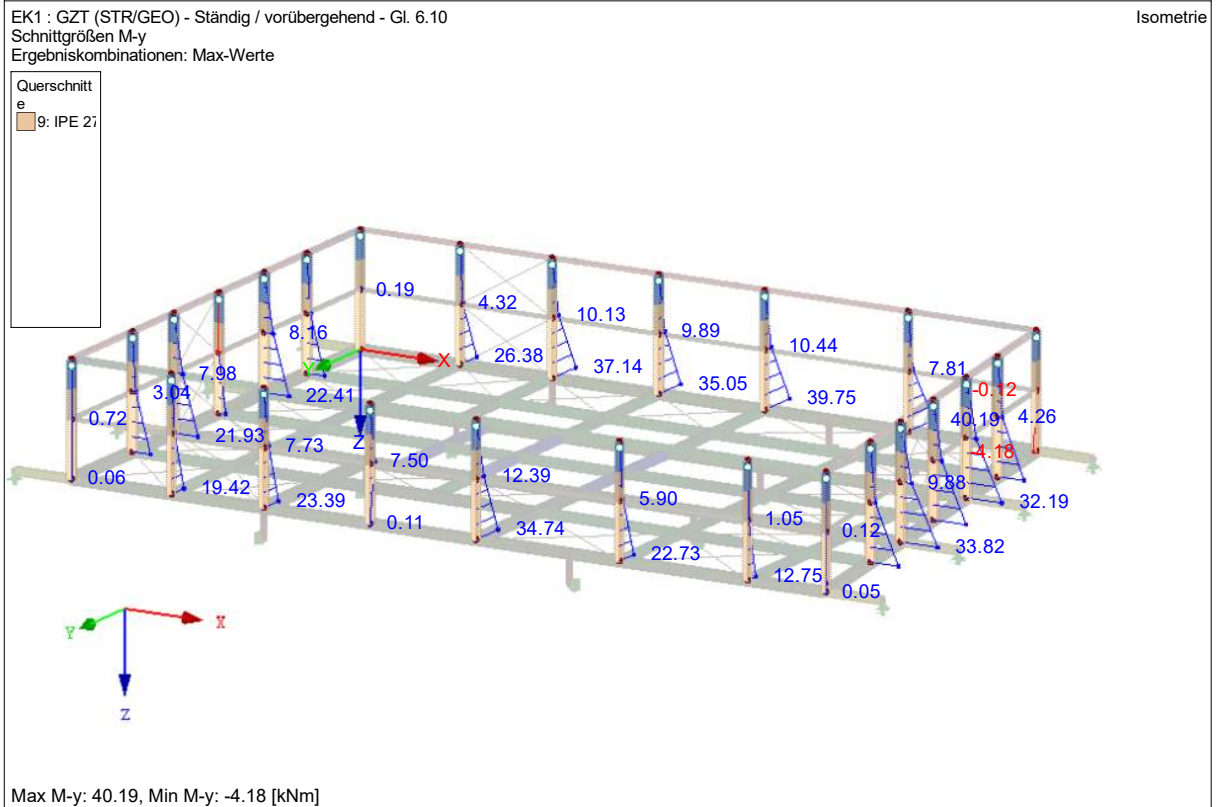 EK1 : GZT (STR/GEO) - Ständig / vorübergehend - Gl. 6.10
Isometrie
Schnittgrößen M-y
Ergebniskombinationen: Max-Werte
Querschnitt
e
9: IPE 27
0.19
4.32
10.13
9.89
8.16
10.44
X
Y
26.38
37.14
7.81
7.98
35.05
-0.12
3.04
22.41
39.75
0.72
40.19
4.26
21.93
7.73
Z
7.50
4.18
0.06
19.42
12.39
9.88
23.39
5.90
32.19
0.11
1.05
34.74
0.12
33.82
22.73
12.75
0.05
X
Y
Z
Max M-y: 40.19, Min M-y: -4.18 [kNm]